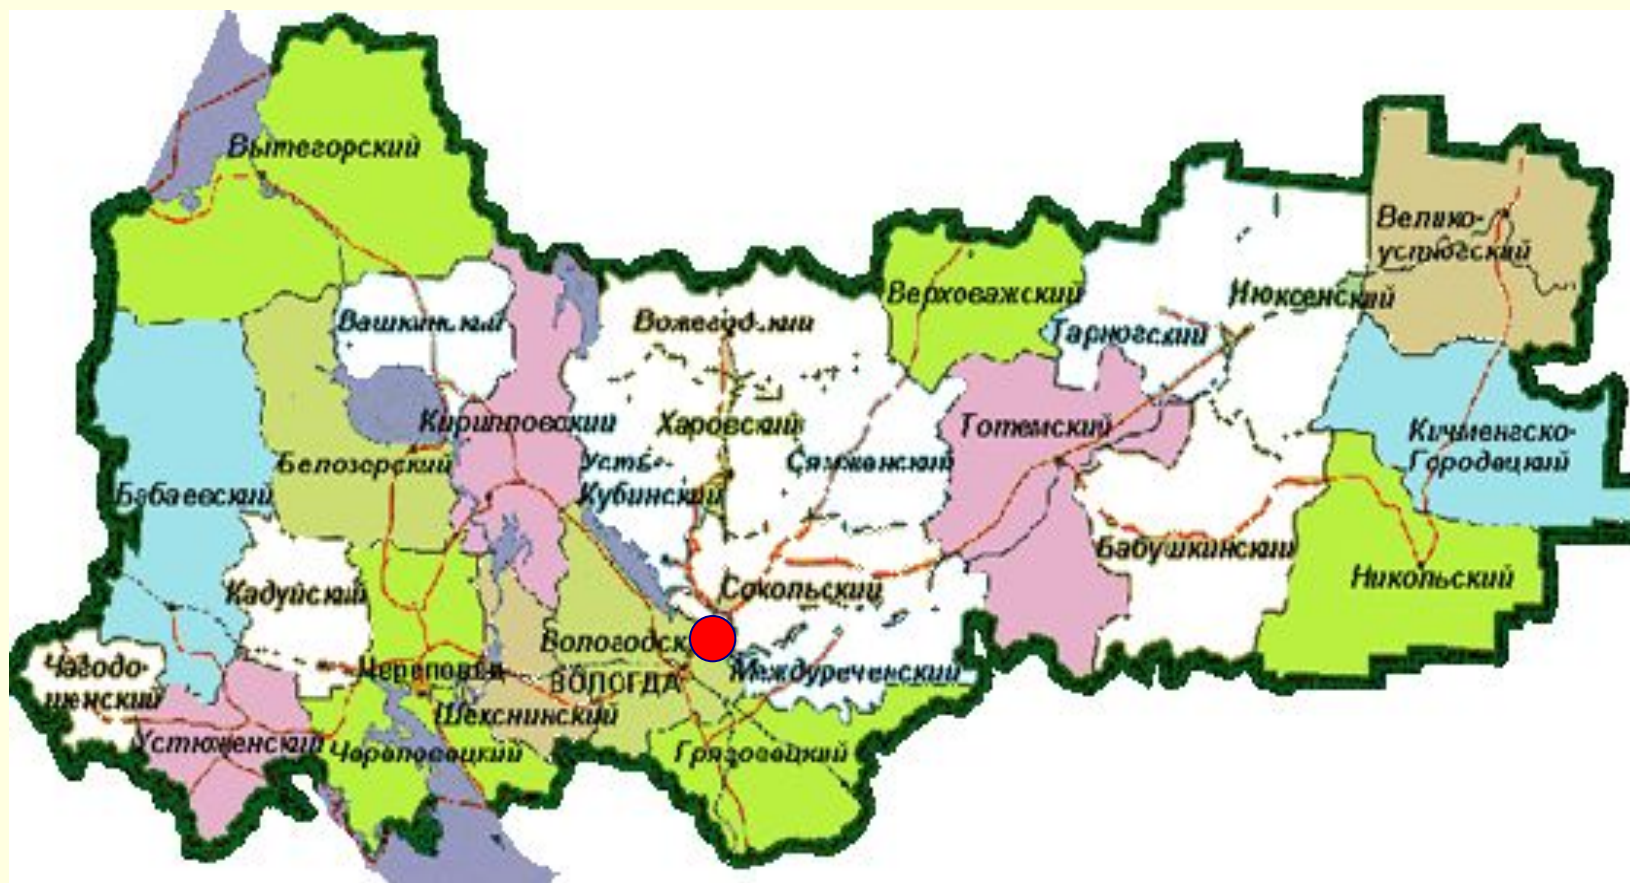 Вытегорский
Велико-
устюгский
Вашкинский
Вожегодский
Верховажский
Нюксенский
Тарногский
Кирилловский
Харовский
Тотемский
Кичменгско-
Городецкий
Белозерский
Усть-
Кубинский
Сямженский
Бабаевский
Бабушкинский
Никольский
Кадуйский
Сокольский
Вологодск
Чагодо-
щенский
Череповец
ВОЛОГДА
Междуреченский
Шекснинский
Устюженский
Череповецкий
Грязовецкий